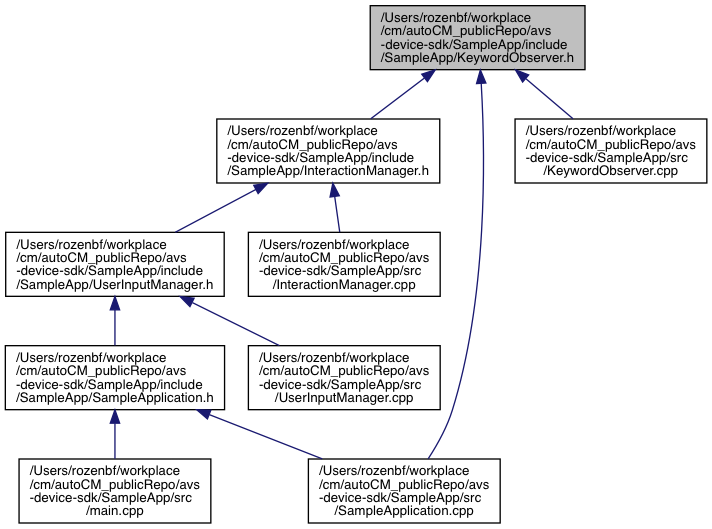 /Users/rozenbf/workplace
/cm/autoCM_publicRepo/avs
-device-sdk/SampleApp/include
/SampleApp/KeywordObserver.h
/Users/rozenbf/workplace
/cm/autoCM_publicRepo/avs
-device-sdk/SampleApp/include
/SampleApp/InteractionManager.h
/Users/rozenbf/workplace
/cm/autoCM_publicRepo/avs
-device-sdk/SampleApp/src
/KeywordObserver.cpp
/Users/rozenbf/workplace
/cm/autoCM_publicRepo/avs
-device-sdk/SampleApp/include
/SampleApp/UserInputManager.h
/Users/rozenbf/workplace
/cm/autoCM_publicRepo/avs
-device-sdk/SampleApp/src
/InteractionManager.cpp
/Users/rozenbf/workplace
/cm/autoCM_publicRepo/avs
-device-sdk/SampleApp/include
/SampleApp/SampleApplication.h
/Users/rozenbf/workplace
/cm/autoCM_publicRepo/avs
-device-sdk/SampleApp/src
/UserInputManager.cpp
/Users/rozenbf/workplace
/cm/autoCM_publicRepo/avs
-device-sdk/SampleApp/src
/main.cpp
/Users/rozenbf/workplace
/cm/autoCM_publicRepo/avs
-device-sdk/SampleApp/src
/SampleApplication.cpp